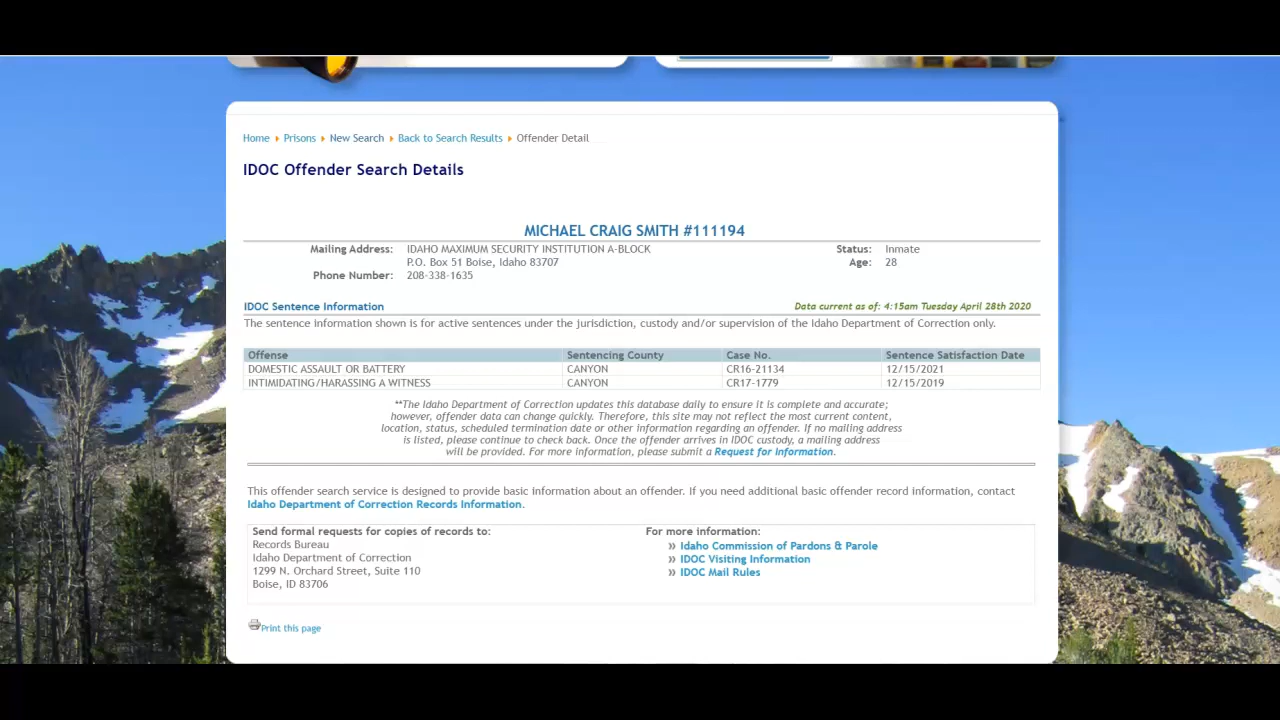 Home Prisons New Search Back to Search Results Offender Detail
IDOC Offender Search Details
MICHAEL CRAIG SMITH #111194
Mailing Address: IDAHO MAXIMUM SECURITY INSTITUTION A-BLOCK Status: Inmate
P.O. Box 51 Boise, Idaho 83707 Age: 28
Phone Number: 208-338-1635
IDOC Sentence Information Data current as of: 4:15am Tuesday April 28th 2020
The sentence information shown is for active sentences under the jurisdiction, custody and/or supervision of the Idaho Department of Correction only.
Offense Sentencing County Case No. Sentence Satisfaction Date
DOMESTIC ASSAULT OR BATTERY CANYON CR16-21134 12/15/2021
INTIMIDATING/HARASSING A WITNESS CANYON CR17-1779 12/15/2019
**The Idaho Department of Correction updates this database daily to ensure it is complete and accurate;
however, offender data can change quickly. Therefore, this site may not reflect the most current content,
location, status, scheduled termination date or other information regarding an offender. If no mailing address
is listed, please continue to check back. Once the offender arrives in IDOC custody, a mailing address
will be provided. For more information, please submit a Request for Information.
This offender search service is designed to provide basic information about an offender. If you need additional basic offender record information, contact
Idaho Department of Correction Records Information.
Send formal requests for copies of records to:
Records Bureau
Idaho Department of Correction
1299 N. Orchard Street, Suite 110
Boise, ID 83706
For more information:
» Idaho Commission of Pardons & Parole
» IDOC Visiting Information
» IDOC Mail Rules
Print this page